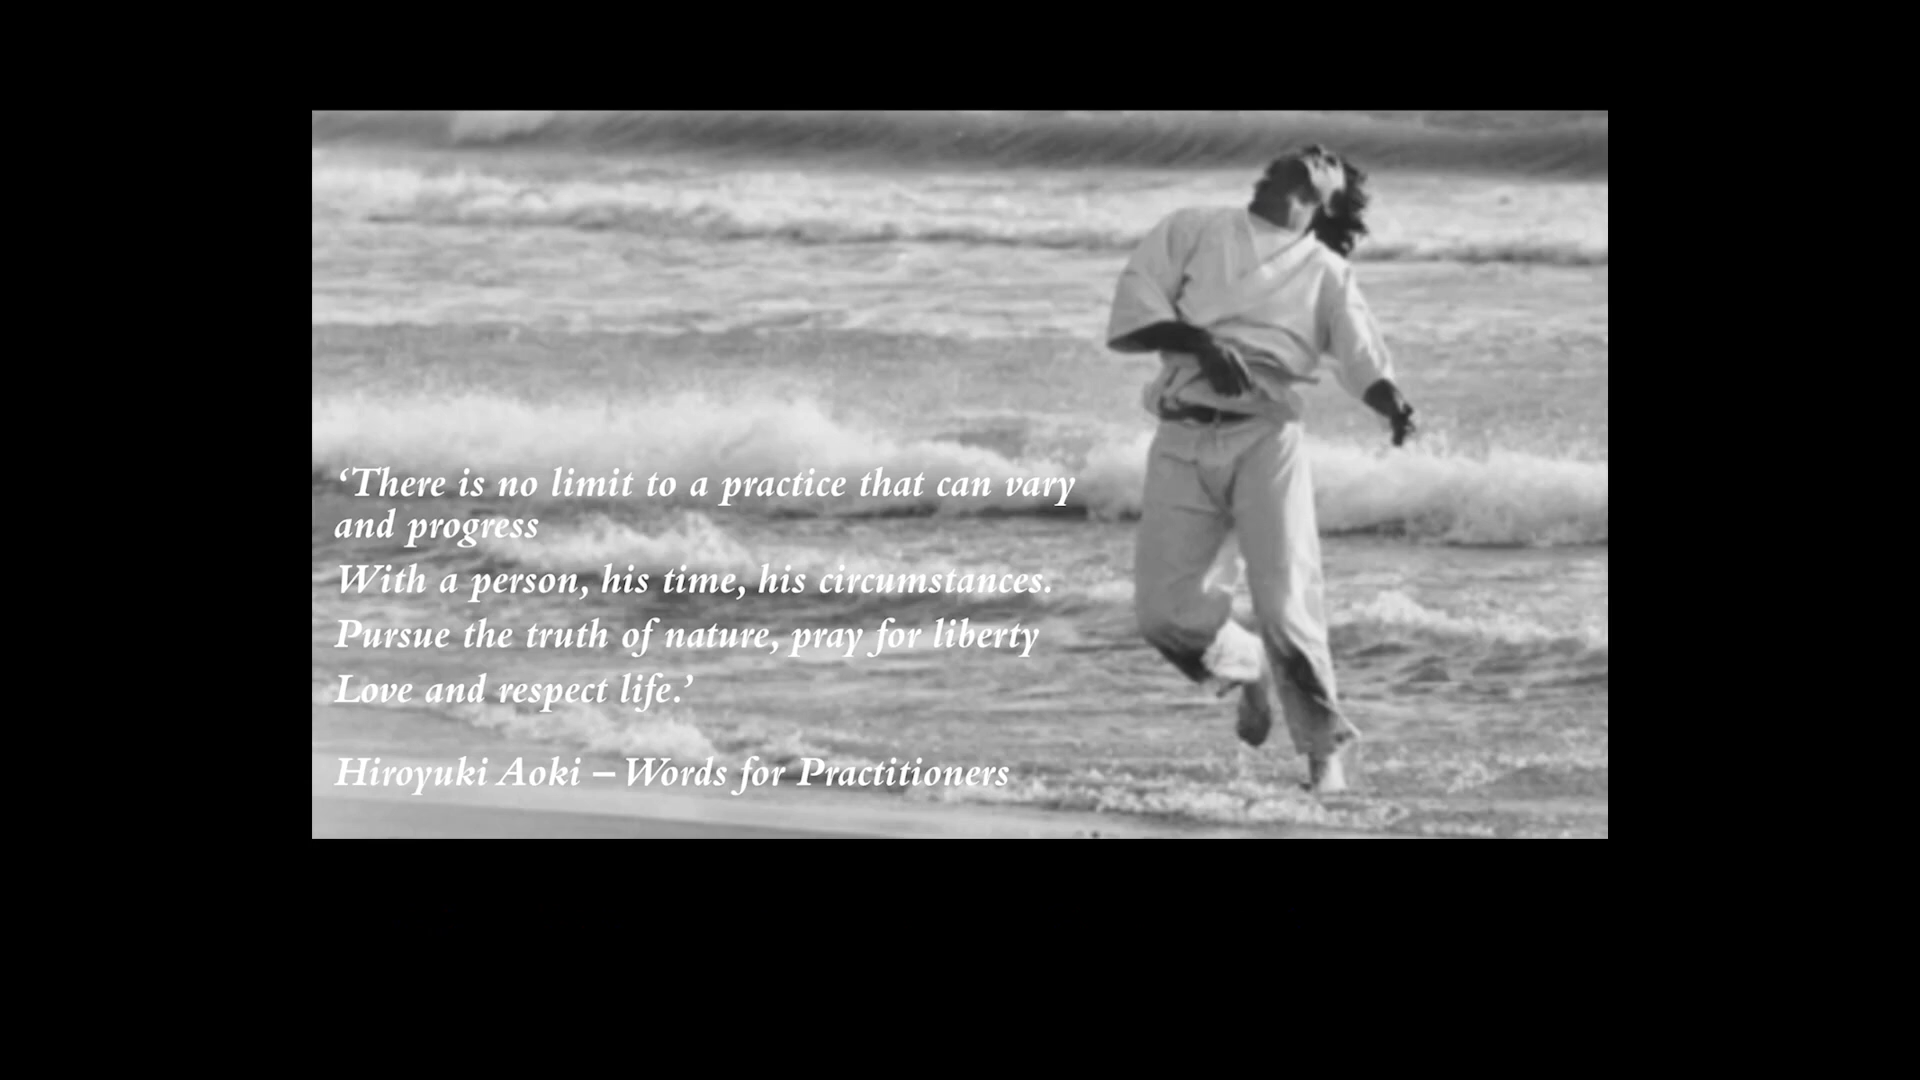 ‘There is no limit to a practice that can vary
and progress
With a person, his time, his circumstances.
Pursue the truth of nature, pray for liberty
Love and respect life.’
Hiroyuki Aoki – Words for Practitioners